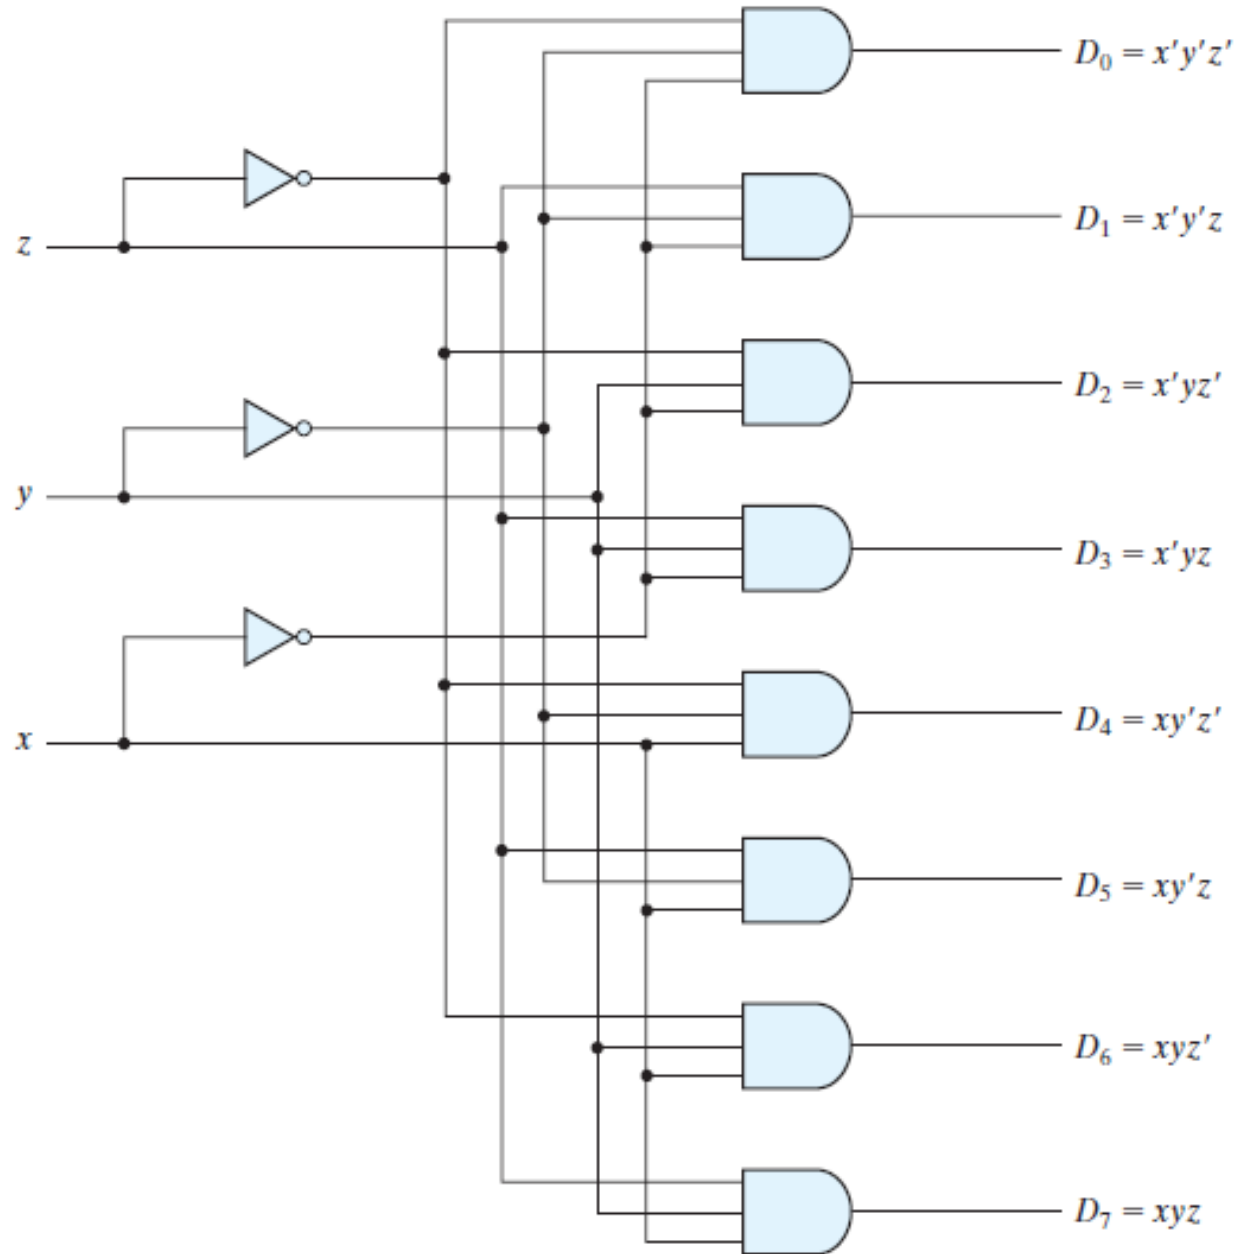 D₀ = x′y′z′
D₁ = x′y′z
z
D₂ = x′yz′
y
D₃ = x′yz
D₄ = xy′z′
x
D₅ = xy′z
D₆ = xyz′
D₇ = xyz